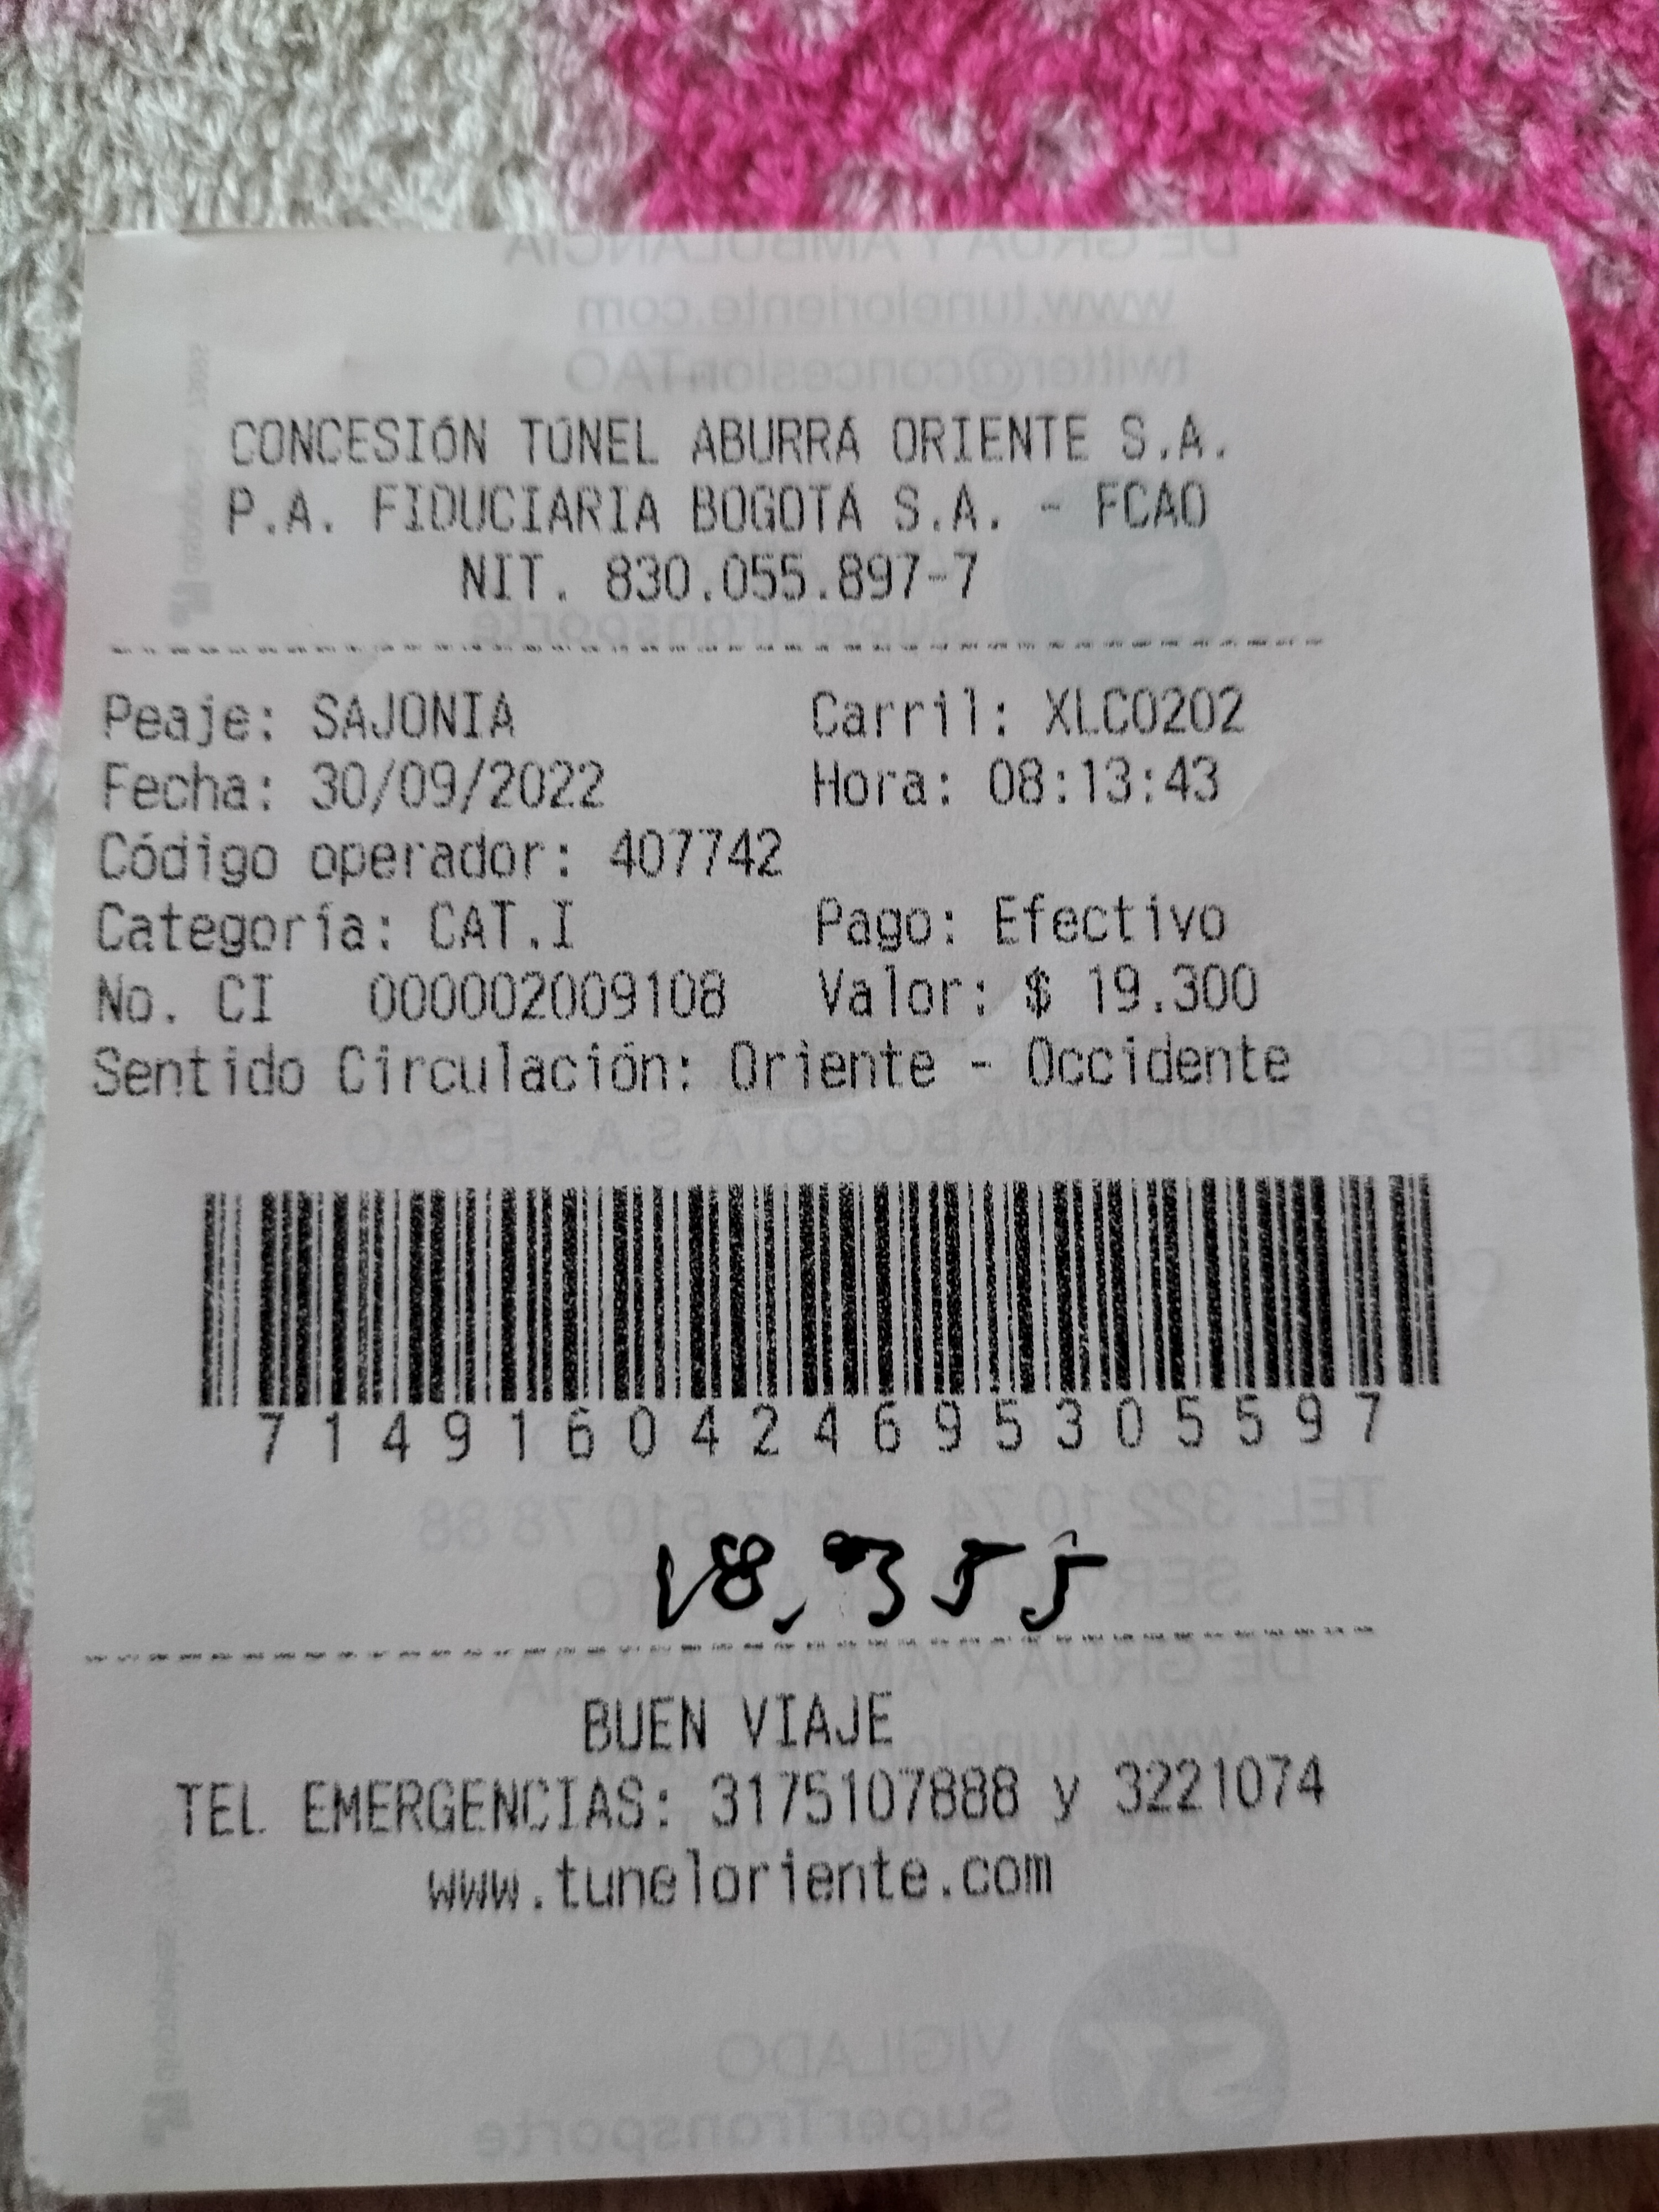 CONCESIÓN TÚNEL ABURRÁ ORIENTE S.A.
P.A. FIDUCIARIA BOGOTÁ S.A. - FCAO
NIT. 830.055.897-7
Peaje: SAJONIA Carril: XLC0202
Fecha: 30/09/2022 Hora: 08:13:43
Código operador: 407742
Categoría: CAT.I Pago: Efectivo
No. CI 000002009108 Valor: $ 19.300
Sentido Circulación: Oriente - Occidente
7149160424695305597
18,355
BUEN VIAJE
TEL EMERGENCIAS: 3175107888 y 3221074
www.tuneloriente.com